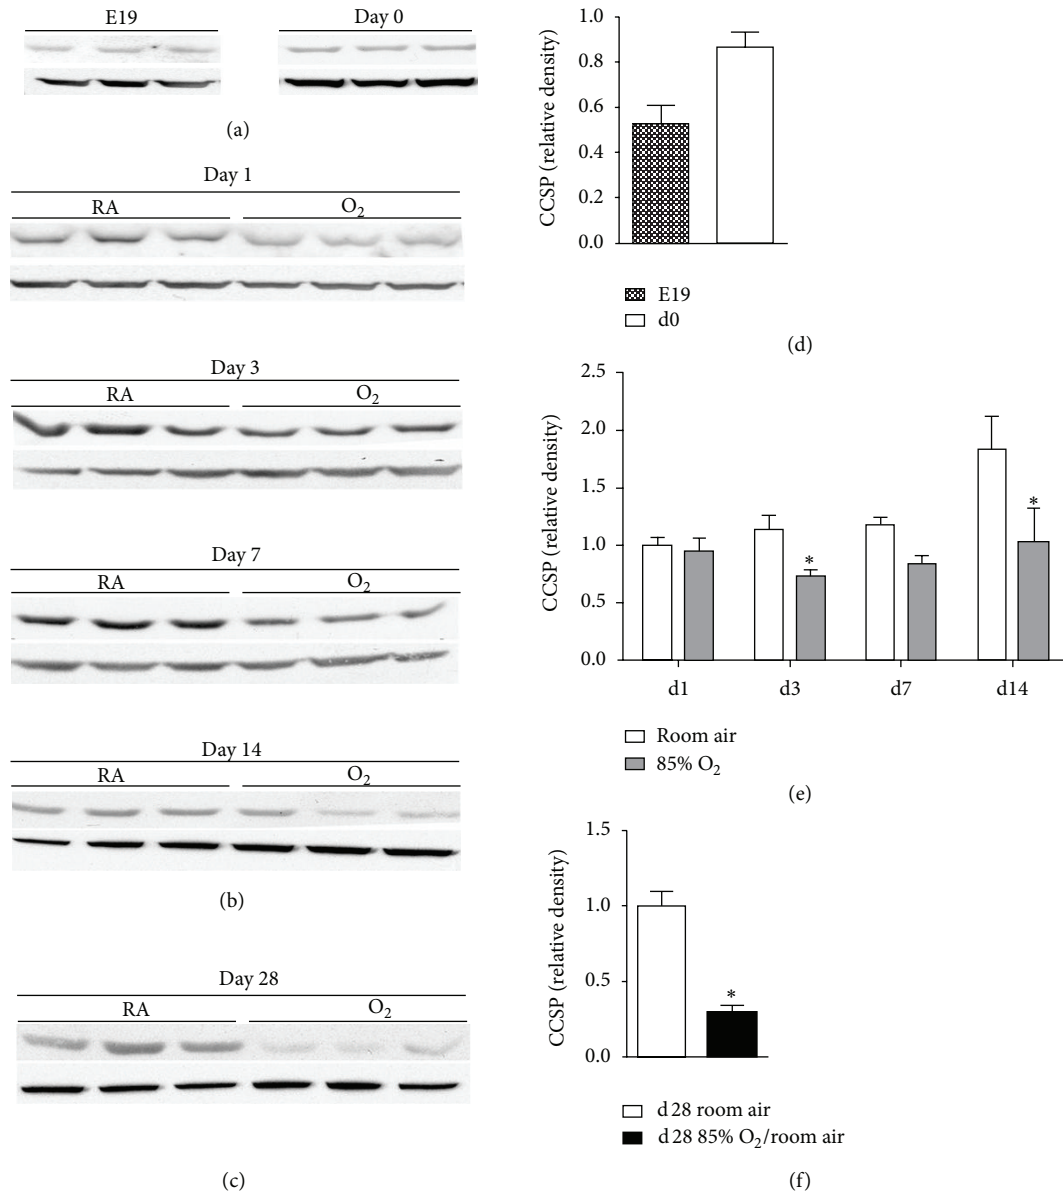 E19
Day 0
(a)
Day 1
RA
O2
Day 3
RA
O2
Day 7
RA
O2
Day 14
RA
O2
(b)
Day 28
RA
O2
(c)
CCSP (relative density)
1.0
0.8
0.6
0.4
0.2
0.0
E19
d0
(d)
CCSP (relative density)
2.5
2.0
1.5
1.0
0.5
0.0
*
*
d1
d3
d7
d14
Room air
85% O2
(e)
CCSP (relative density)
1.5
1.0
0.5
0.0
*
d28 room air
d28 85% O2/room air
(f)